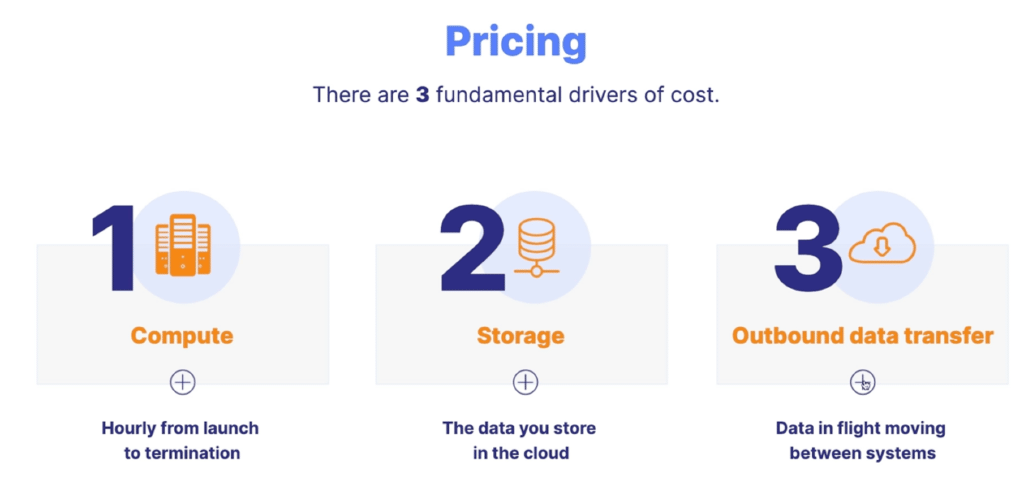 Pricing
There are 3 fundamental drivers of cost.
1
Compute
Hourly from launch
to termination
2
Storage
The data you store
in the cloud
3
Outbound data transfer
Data in flight moving
between systems